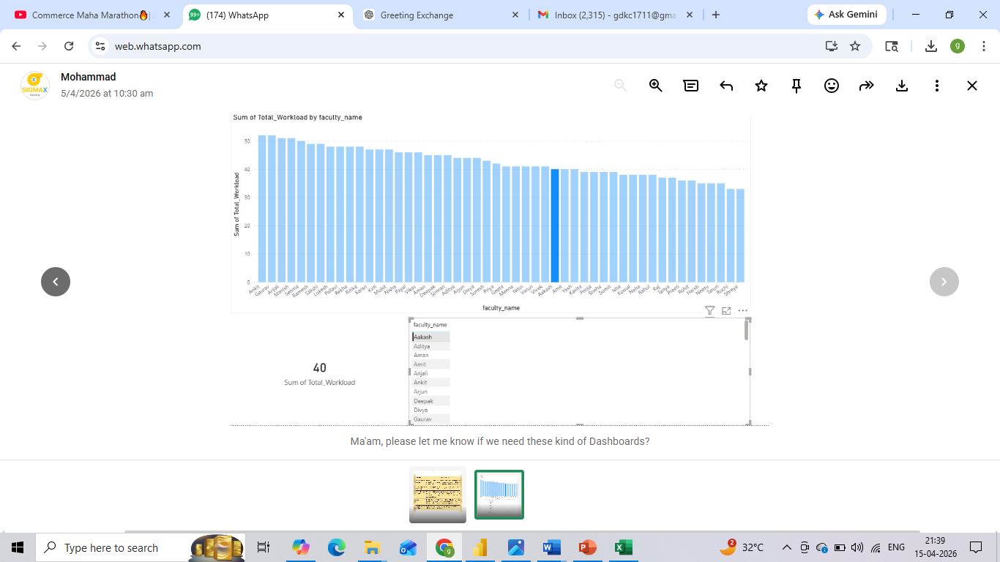 Commerce Maha Marathon🔥|
99+
(174) WhatsApp
Greeting Exchange
Inbox (2,315) - gdkc1711@gma
Ask Gemini
web.whatsapp.com
g
SIGMAX
Mohammad
5/4/2026 at 10:30 am
Sum of Total_Workload by faculty_name
Sum of Total_Workload
50
40
30
20
10
0
Ankit Gaurav Anjali Manish Seema Ramesh Sakshi Lokesh Pallavi Rekha Ritika Karan Kirti Mohit Nisha Payal Vikas Aman Deepak Simran Aditya Arjun Divya Suresh Priya Geeta Meena Nitin Varun Vivek Aakash Amit Yash Kavita Pooja Sneha Sumit Isha Komal Neha Rahul Raj Tanya Preeti Rohit Harsh Neeraj Tarun Ruchi Shreya
faculty_name
faculty_name
Aakash
Aditya
Aman
Amit
Anjali
Ankit
Arjun
Deepak
Divya
Gaurav
40
Sum of Total_Workload
Ma'am, please let me know if we need these kind of Dashboards?
Type here to search
2
32°C
ENG
21:39
15-04-2026